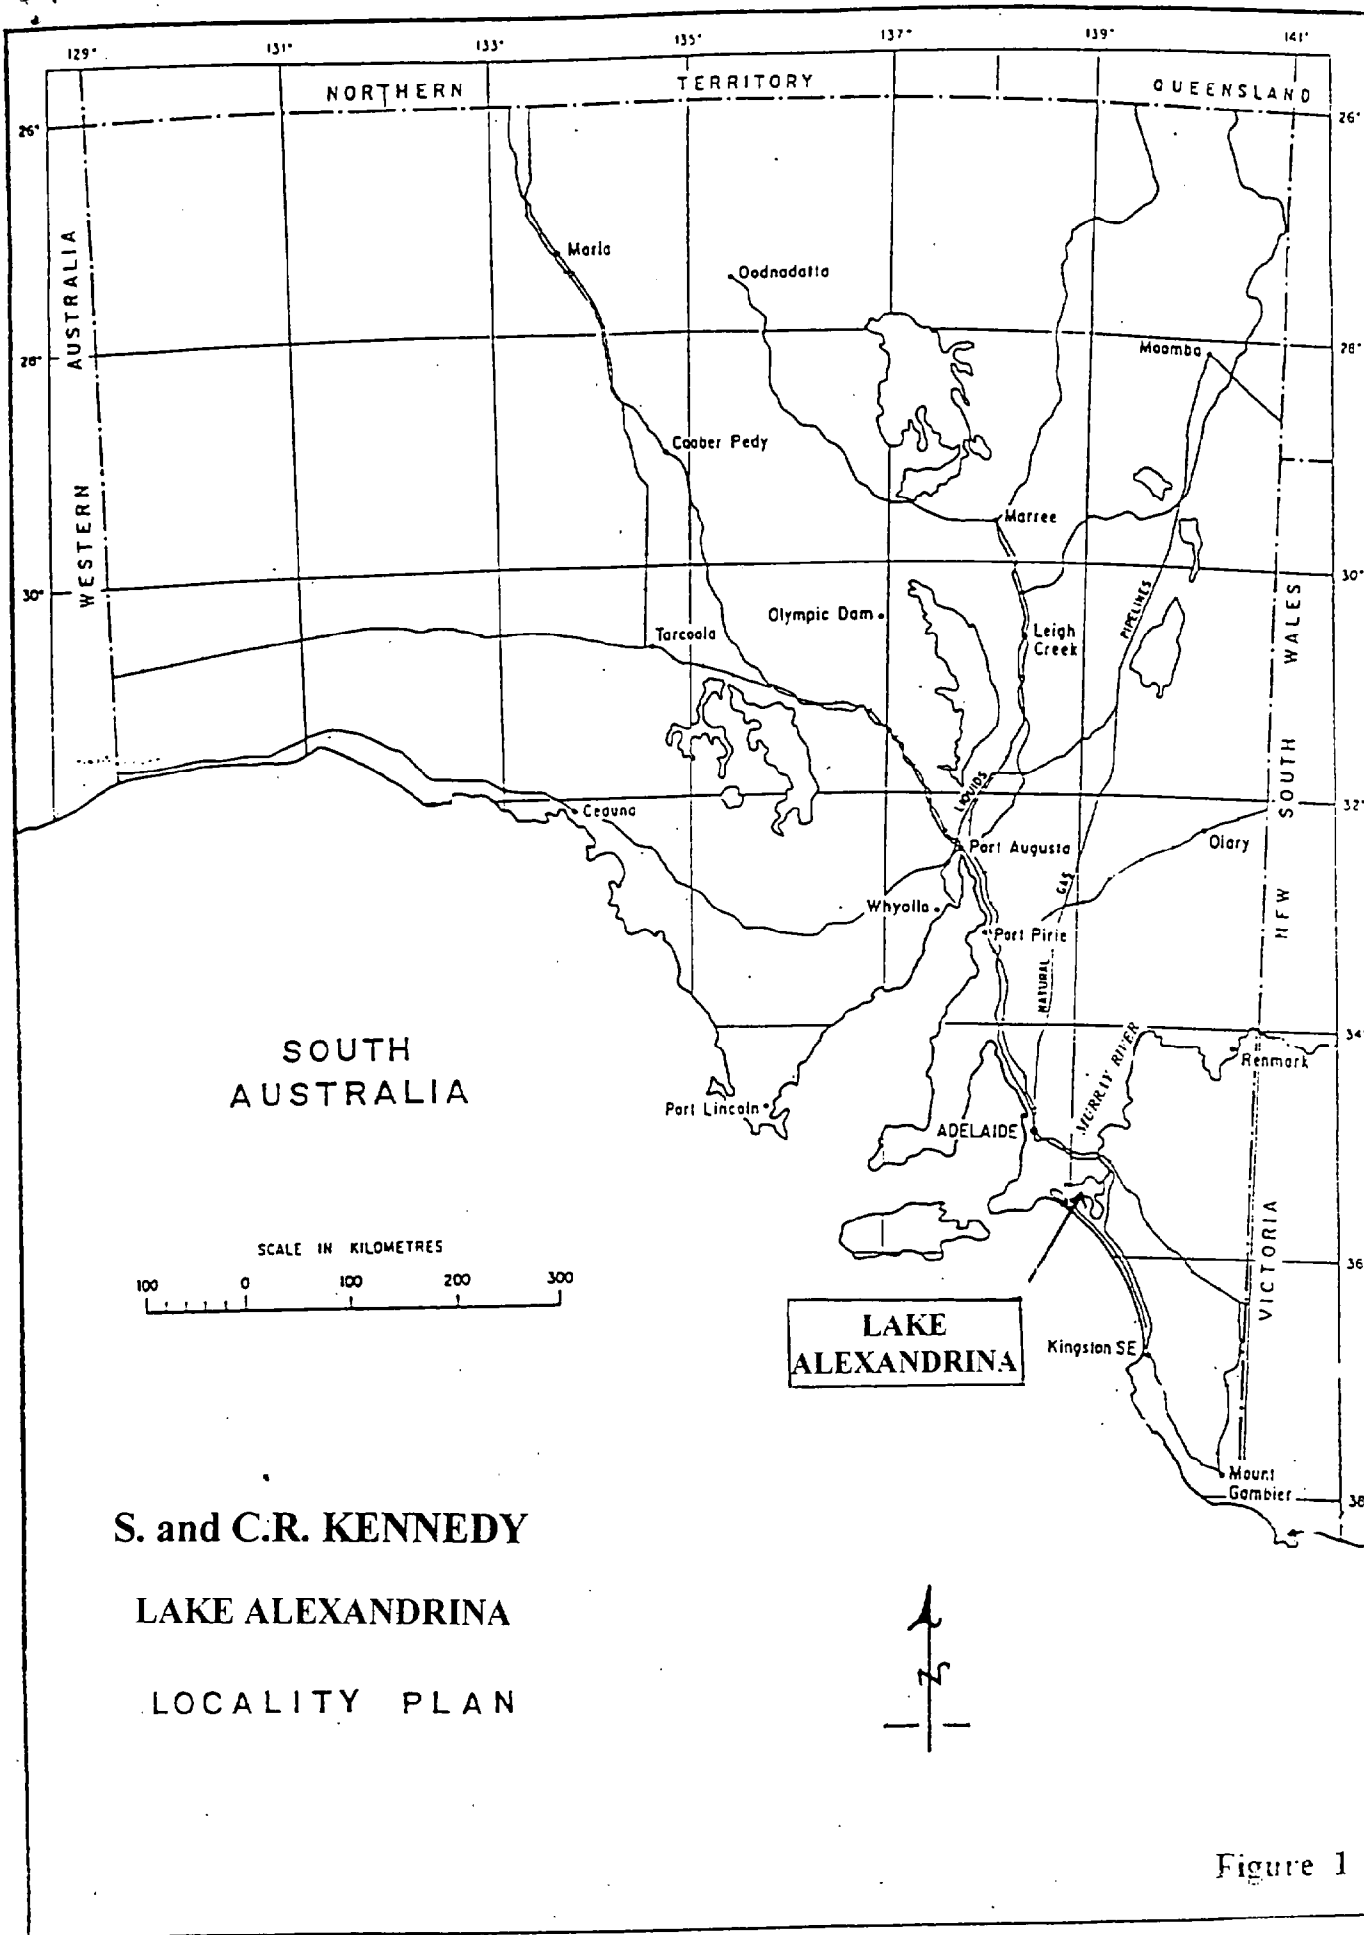 129°
131°
133°
135°
137°
139°
141°
NORTHERN
TERRITORY
QUEENSLAND
26°
26°
Marla
Oodnadatta
WESTERN AUSTRALIA
28°
Moomba
28°
Coober Pedy
Marree
30°
30°
Olympic Dam
Tarcoola
Leigh
Creek
PIPELINES
LIQUIDS
NEW SOUTH WALES
32°
Ceduna
Port Augusta
Olary
GAS
Whyalla
Port Pirie
NATURAL
34°
SOUTH
AUSTRALIA
MURRAY RIVER
Renmark
Port Lincoln
ADELAIDE
VICTORIA
SCALE IN KILOMETRES
100 0 100 200 300
36°
LAKE
ALEXANDRINA
Kingston SE
Mount
Gambier
38
S. and C.R. KENNEDY
LAKE ALEXANDRINA
LOCALITY PLAN
N
Figure 1